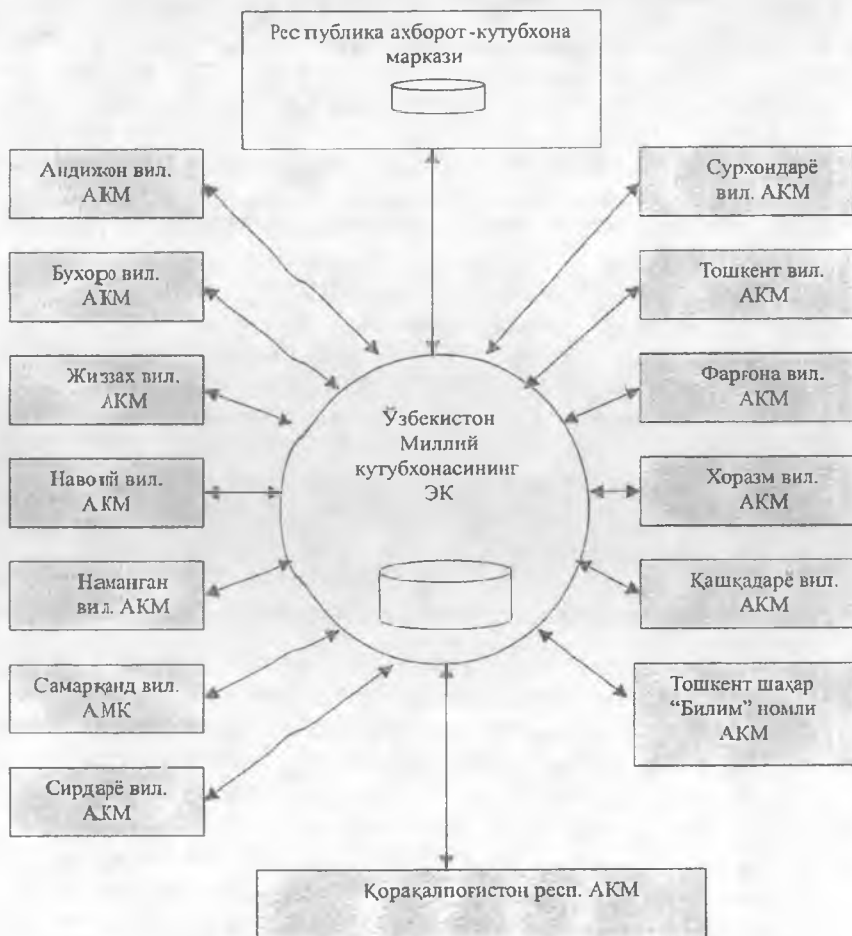 Республика ахборот-кутубхона
маркази
Андижон вил.
АКМ
Бухоро вил.
АКМ
Жиззах вил.
АКМ
Навоий вил.
АКМ
Наманган
вил. АКМ
Самарқанд вил.
АМК
Сирдарё вил.
АКМ
Ўзбекистон
Миллий
кутубхонасининг
ЭК
Сурхондарё
вил. АКМ
Тошкент вил.
АКМ
Фарғона вил.
АКМ
Хоразм вил.
АКМ
Қашқадарё вил.
АКМ
Тошкент шаҳар
“Билим” номли
АКМ
Қорақалпоғистон респ. АКМ